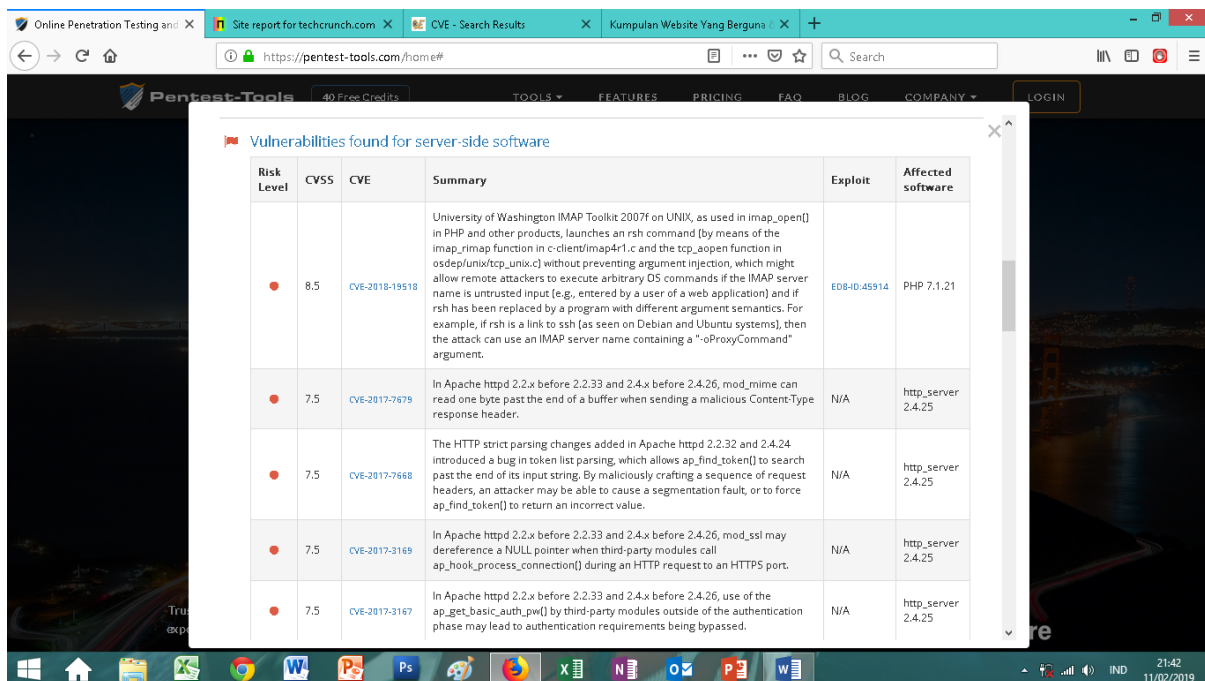 Online Penetration Testing and
Site report for techcrunch.com
CVE - Search Results
Kumpulan Website Yang Berguna
https://pentest-tools.com/home#
Search
Pentest-Tools
40 Free Credits
TOOLS
FEATURES
PRICING
FAQ
BLOG
COMPANY
LOGIN
Vulnerabilities found for server-side software
Risk Level CVSS CVE Summary Exploit Affected software
8.5 CVE-2018-19518
University of Washington IMAP Toolkit 2007f on UNIX, as used in imap_open()
in PHP and other products, launches an rsh command (by means of the
imap_rimap function in c-client/imap4r1.c and the tcp_aopen function in
osdep/unix/tcp_unix.c) without preventing argument injection, which might
allow remote attackers to execute arbitrary OS commands if the IMAP server
name is untrusted input (e.g., entered by a user of a web application) and if
rsh has been replaced by a program with different argument semantics. For
example, if rsh is a link to ssh (as seen on Debian and Ubuntu systems), then
the attack can use an IMAP server name containing a "-oProxyCommand"
argument.
EDB-ID:45914 PHP 7.1.21
7.5 CVE-2017-7679
In Apache httpd 2.2.x before 2.2.33 and 2.4.x before 2.4.26, mod_mime can
read one byte past the end of a buffer when sending a malicious Content-Type
response header.
N/A
http_server
2.4.25
7.5 CVE-2017-7668
The HTTP strict parsing changes added in Apache httpd 2.2.32 and 2.4.24
introduced a bug in token list parsing, which allows ap_find_token() to search
past the end of its input string. By maliciously crafting a sequence of request
headers, an attacker may be able to cause a segmentation fault, or to force
ap_find_token() to return an incorrect value.
N/A
http_server
2.4.25
7.5 CVE-2017-3169
In Apache httpd 2.2.x before 2.2.33 and 2.4.x before 2.4.26, mod_ssl may
dereference a NULL pointer when third-party modules call
ap_hook_process_connection() during an HTTP request to an HTTPS port.
N/A
http_server
2.4.25
7.5 CVE-2017-3167
In Apache httpd 2.2.x before 2.2.33 and 2.4.x before 2.4.26, use of the
ap_get_basic_auth_pw() by third-party modules outside of the authentication
phase may lead to authentication requirements being bypassed.
N/A
http_server
2.4.25
Tru
exp
re
IND
21:42
11/02/2019